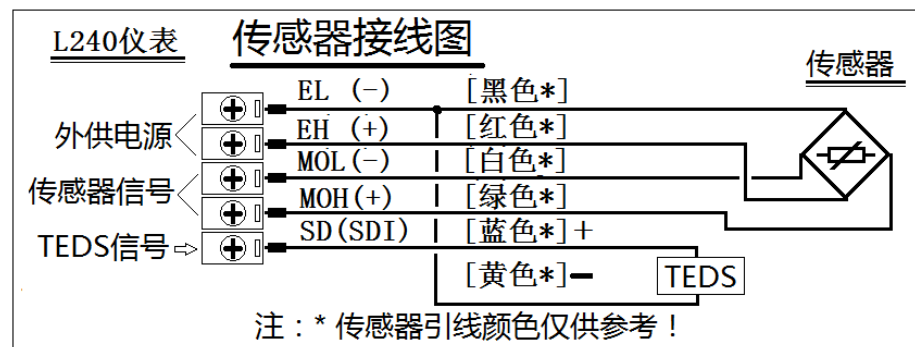 L240仪表 传感器接线图
传感器
EL (-) [黑色*]
外供电源 EH (+) [红色*]
MOL(-) [白色*]
传感器信号 MOH(+) [绿色*]
TEDS信号⇨ SD(SDI) [蓝色*]+
[黄色*]- TEDS
注：* 传感器引线颜色仅供参考！